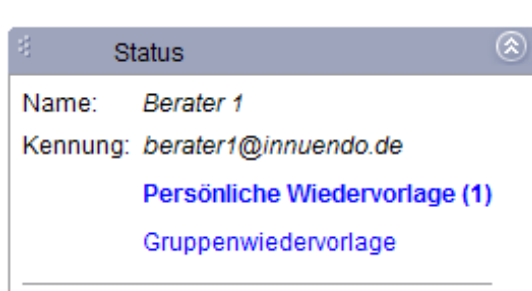 Status
Name: Berater 1
Kennung: berater1@innuendo.de
Persönliche Wiedervorlage (1)
Gruppenwiedervorlage